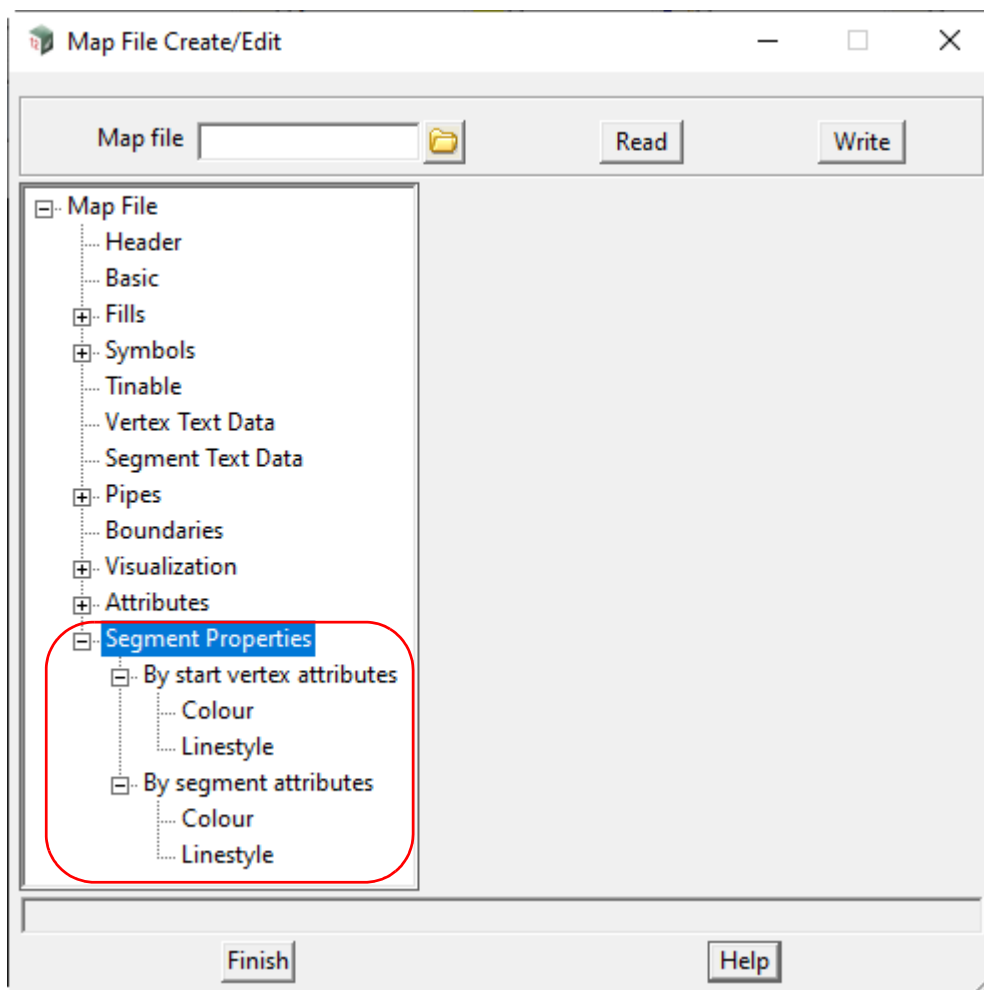 Map File Create/Edit
Map file Read Write
Map File
Header
Basic
Fills
Symbols
Tinable
Vertex Text Data
Segment Text Data
Pipes
Boundaries
Visualization
Attributes
Segment Properties
By start vertex attributes
Colour
Linestyle
By segment attributes
Colour
Linestyle
Finish Help